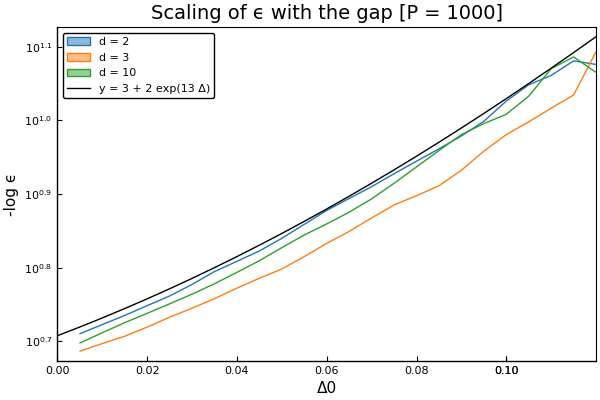 Scaling of ϵ with the gap [P = 1000]
d = 2
d = 3
d = 10
y = 3 + 2 exp(13 Δ)
-log ϵ
10^1.1
10^1.0
10^0.9
10^0.8
10^0.7
0.00 0.02 0.04 0.06 0.08 0.10 0.10
Δ0